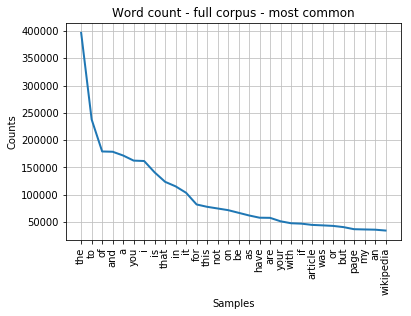 Word count - full corpus - most common
400000
350000
300000
250000
200000
150000
100000
50000
Counts
the
to
of
and
a
you
i
is
that
in
it
for
this
not
on
be
as
have
are
your
with
if
article
was
or
but
page
my
an
wikipedia
Samples